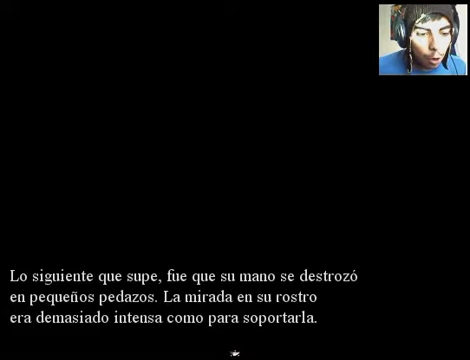 Lo siguiente que supe, fue que su mano se destrozó
en pequeños pedazos. La mirada en su rostro
era demasiado intensa como para soportarla.